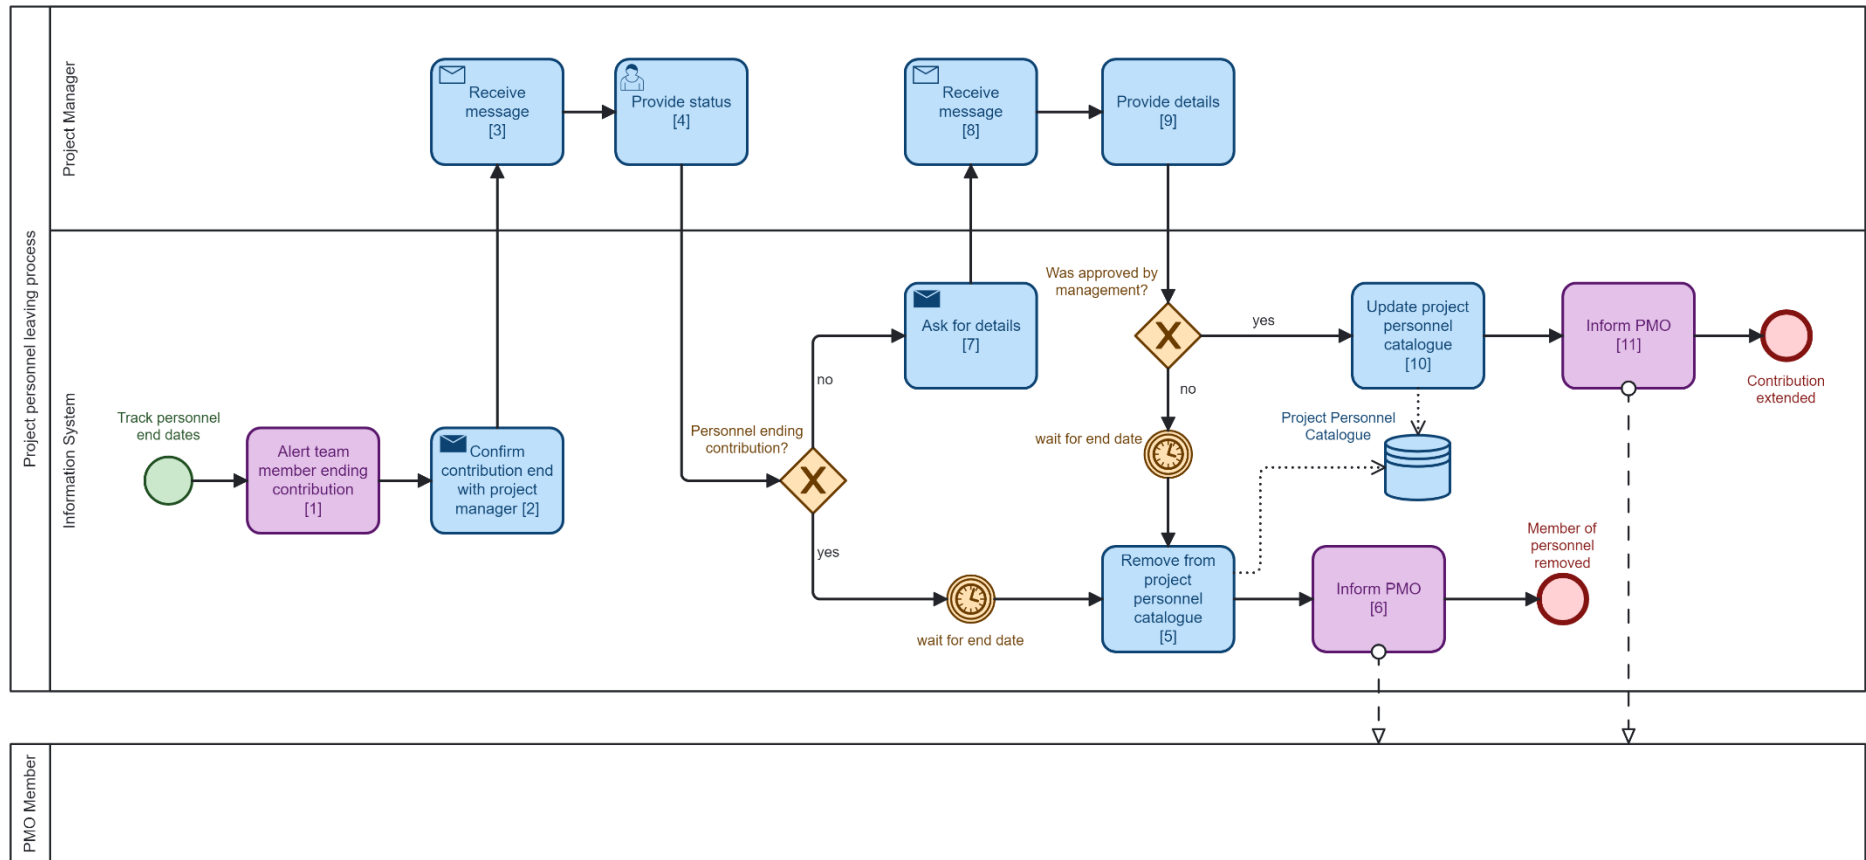 Project personnel leaving process
Project Manager
Receive
message
[3]
Provide status
[4]
Receive
message
[8]
Provide details
[9]
Information System
Track personnel
end dates
Alert team
member ending
contribution
[1]
Confirm
contribution end
with project
manager [2]
Personnel ending
contribution?
no
yes
Ask for details
[7]
wait for end date
Was approved by
management?
yes
no
wait for end date
Update project
personnel
catalogue
[10]
Inform PMO
[11]
Contribution
extended
Project Personnel
Catalogue
Remove from
project
personnel
catalogue
[5]
Inform PMO
[6]
Member of
personnel
removed
PMO Member